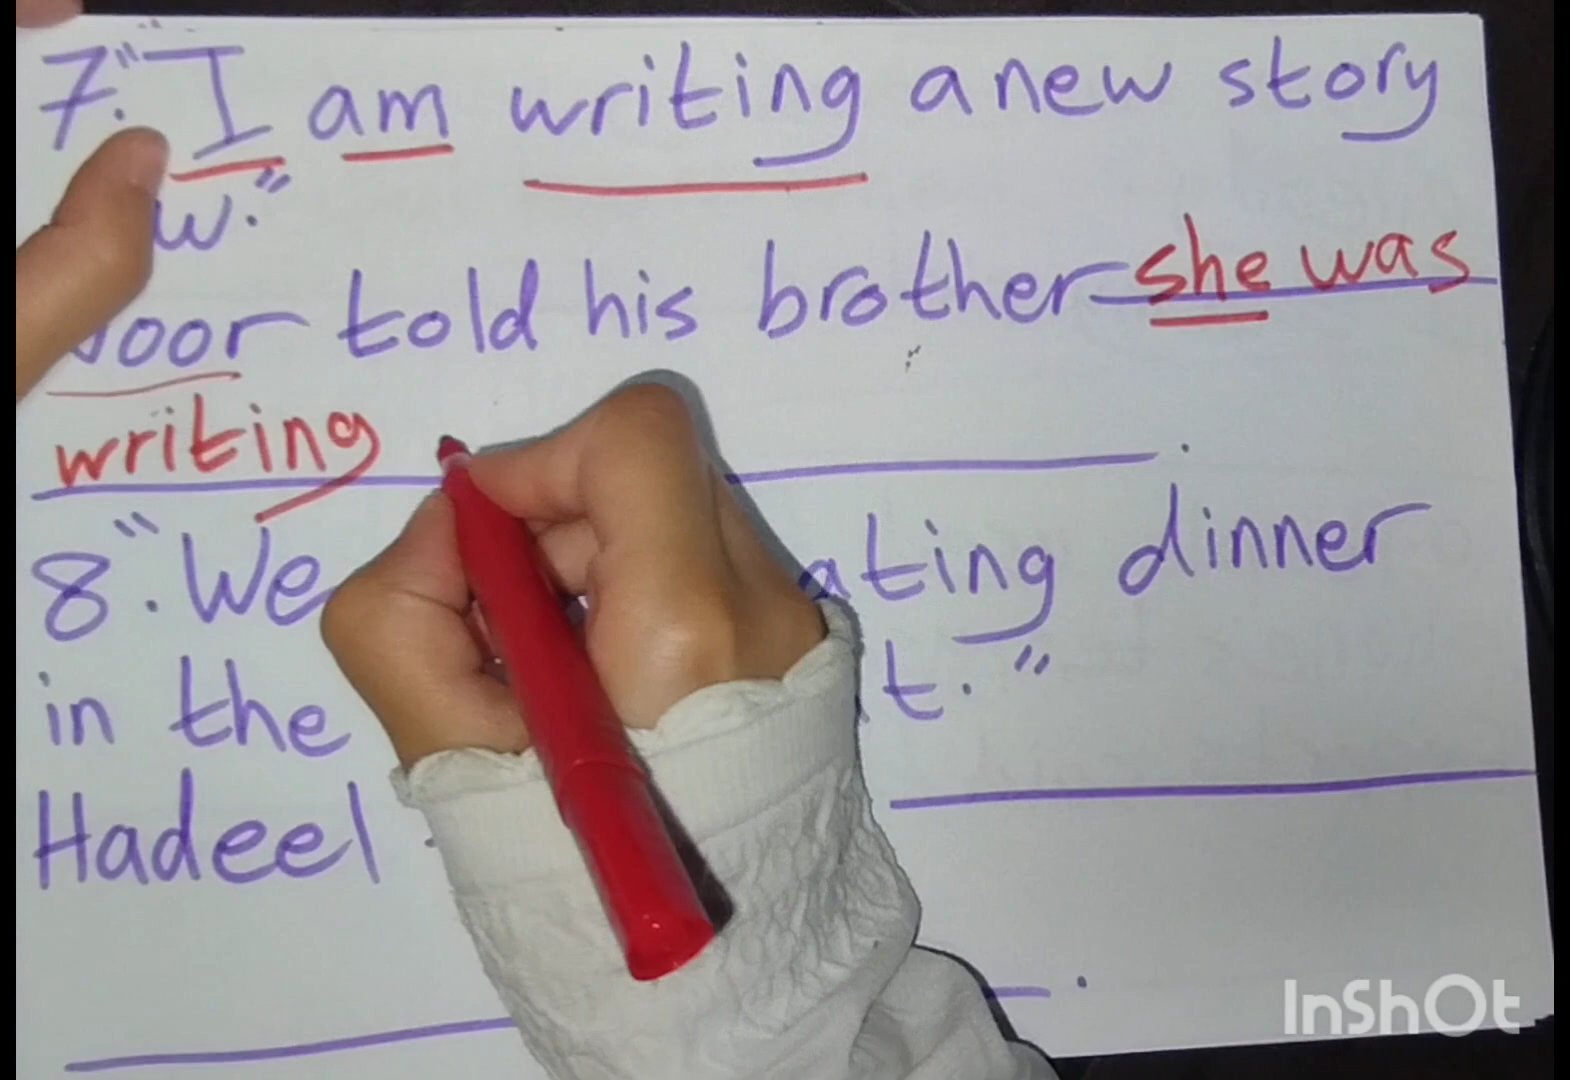 7. "I am writing a new story
w."
told his brother she was
writing
8. "We ating dinner
in the t."
Hadeel
InShOt